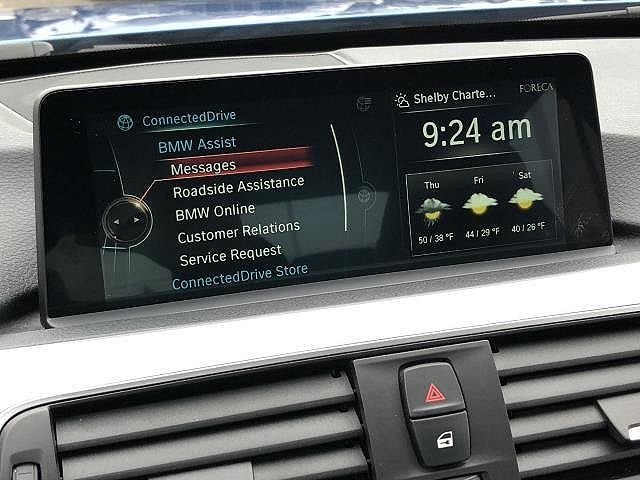 ConnectedDrive
BMW Assist
Messages
Roadside Assistance
BMW Online
Customer Relations
Service Request
ConnectedDrive Store
Shelby Charte...
FORECA
9:24 am
Thu Fri Sat
50 / 38 °F 44 / 29 °F 40 / 26 °F